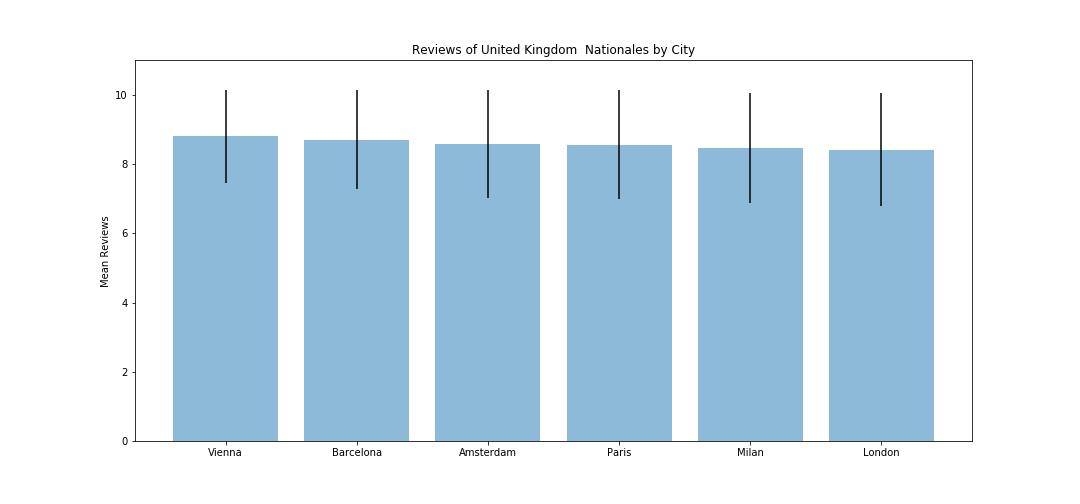 Reviews of United Kingdom  Nationales by City
10
8
6
4
2
0
Mean Reviews
Vienna Barcelona Amsterdam Paris Milan London